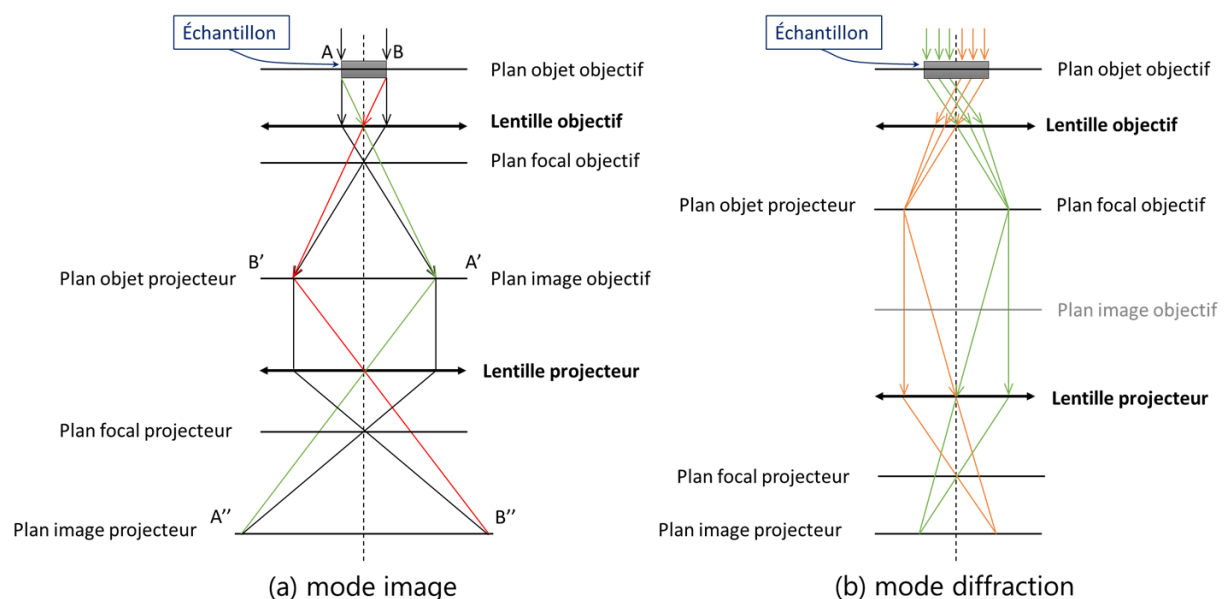 Échantillon
A
B
Plan objet objectif
Lentille objectif
Plan focal objectif
B’
A’
Plan objet projecteur
Plan image objectif
Lentille projecteur
Plan focal projecteur
A’’
B’’
Plan image projecteur
(a) mode image
Échantillon
Plan objet objectif
Lentille objectif
Plan objet projecteur
Plan focal objectif
Plan image objectif
Lentille projecteur
Plan focal projecteur
Plan image projecteur
(b) mode diffraction